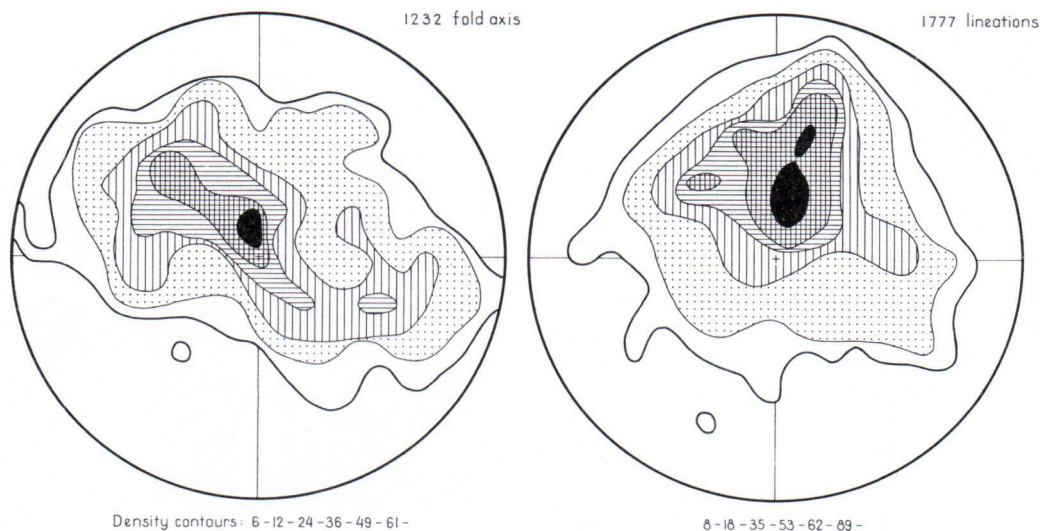 1232 fold axis
1777 lineations
Density contours: 6-12-24-36-49-61-
8-18-35-53-62-89-